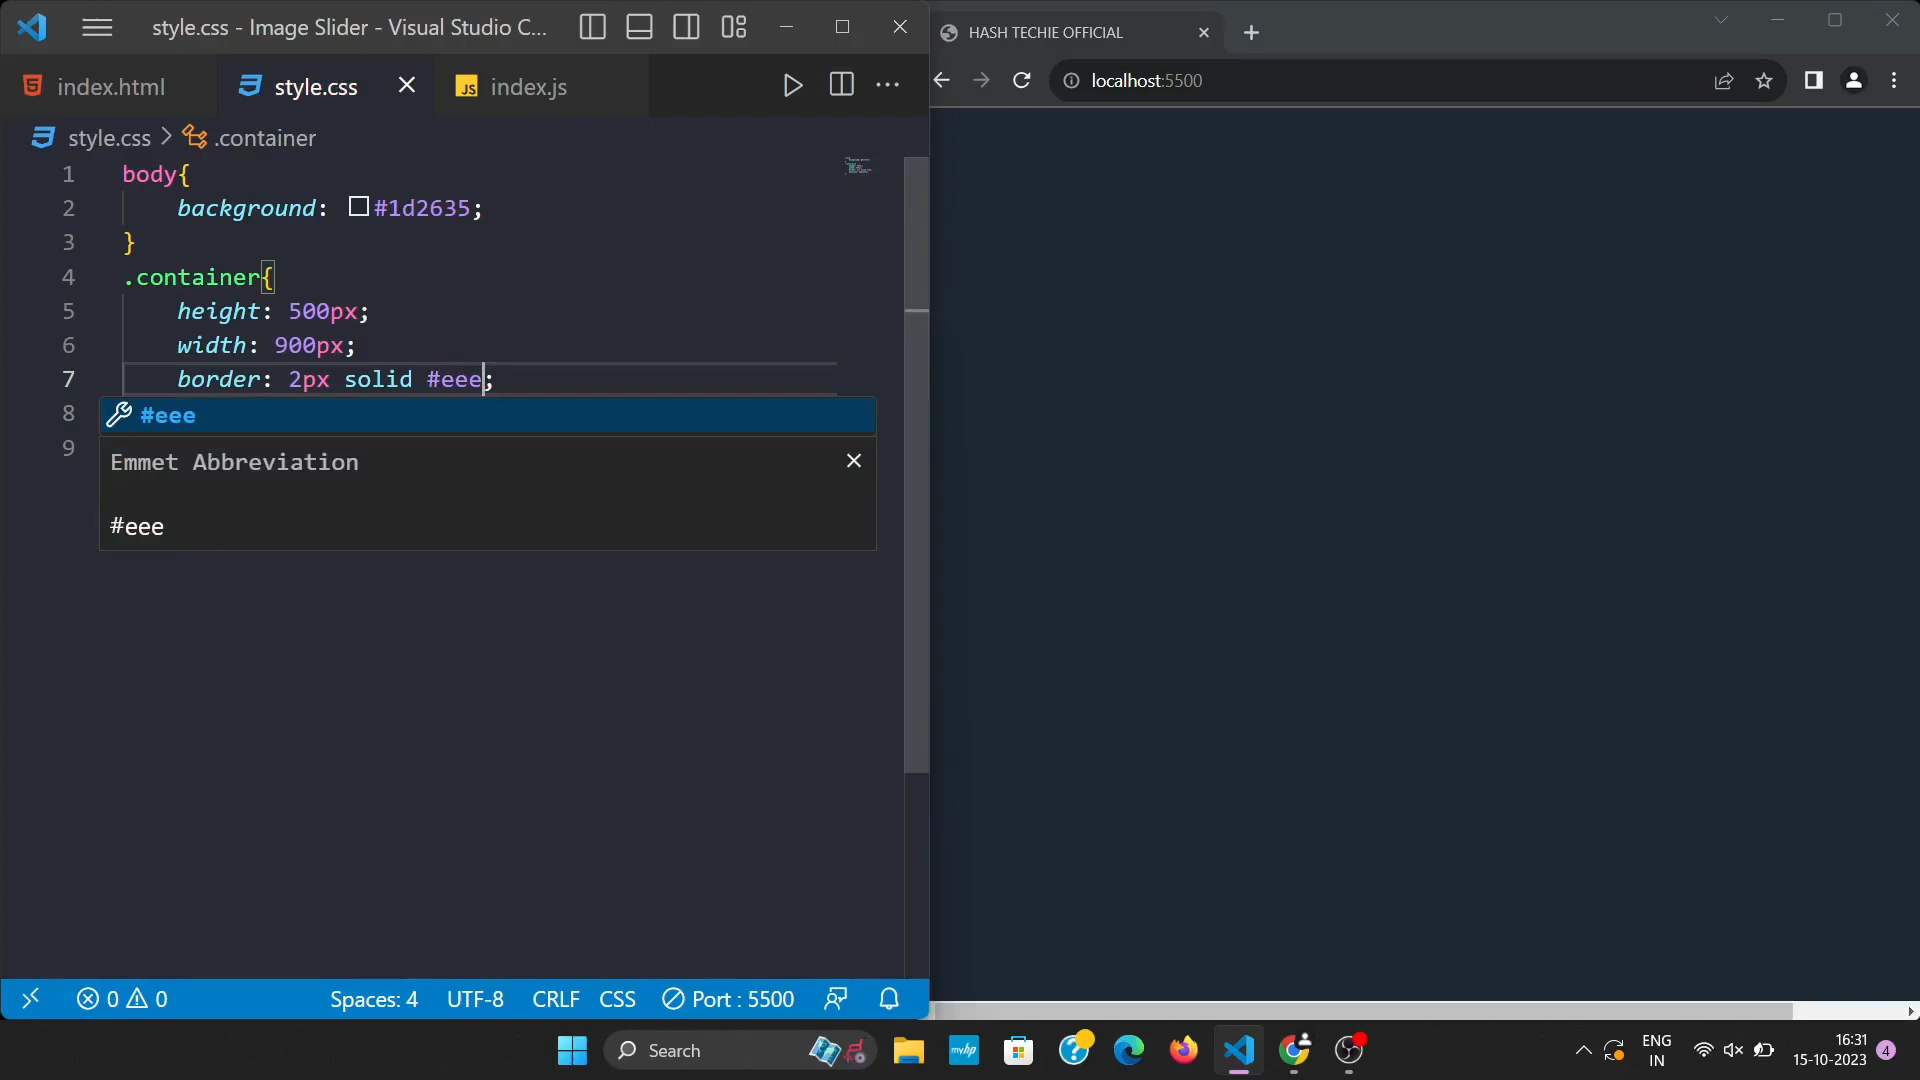 style.css - Image Slider - Visual Studio C...
index.html
style.css
JS index.js
style.css > .container
1 body{
2 background: #1d2635;
3 }
4 .container{
5 height: 500px;
6 width: 900px;
7 border: 2px solid #eee;
8
9
#eee
Emmet Abbreviation
#eee
0 0 Spaces: 4 UTF-8 CRLF CSS Port : 5500
HASH TECHIE OFFICIAL
localhost:5500
Search
myhp
ENG
IN
16:31
15-10-2023
4